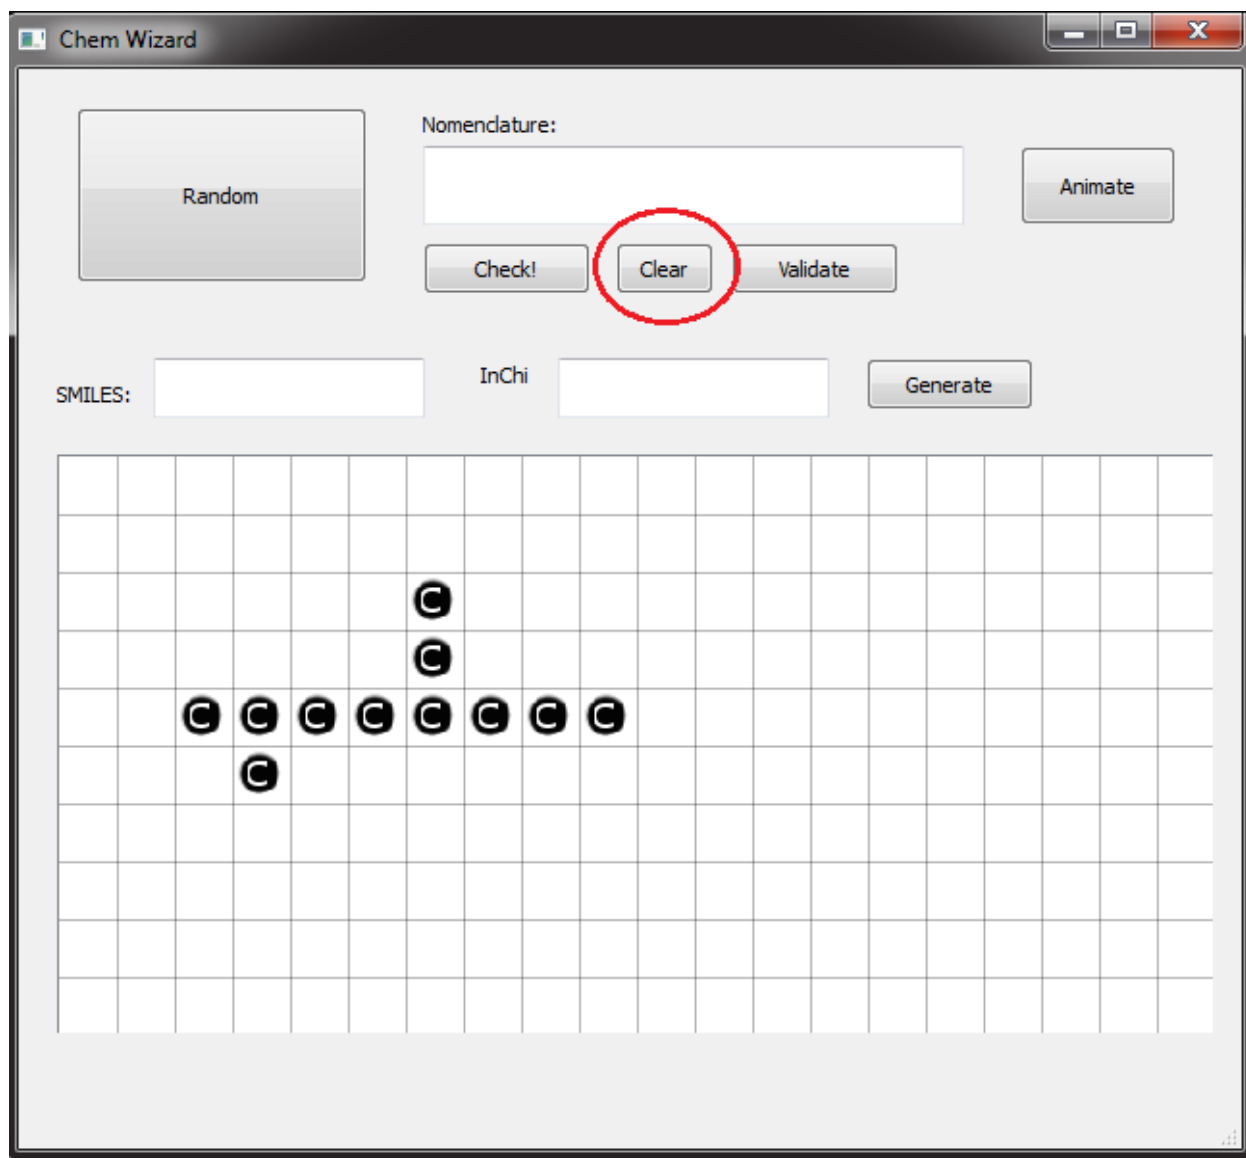 Chem Wizard
Nomenclature:
Random
Animate
Check! Clear Validate
SMILES: InChi Generate
C
C
C C C C C C C C
C